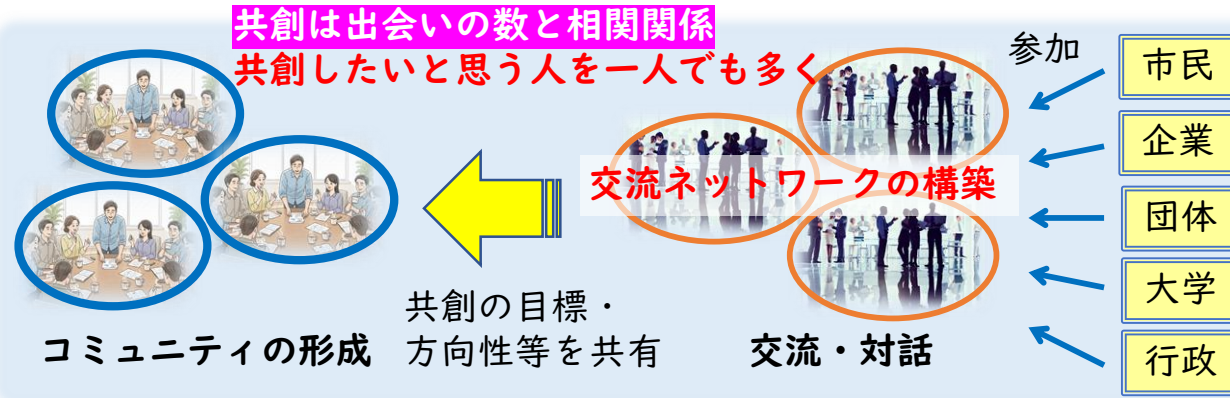 共創は出会いの数と相関関係
共創したいと思う人を一人でも多く
参加
市民
企業
団体
大学
行政
交流ネットワークの構築
共創の目標・
方向性等を共有
コミュニティの形成
交流・対話